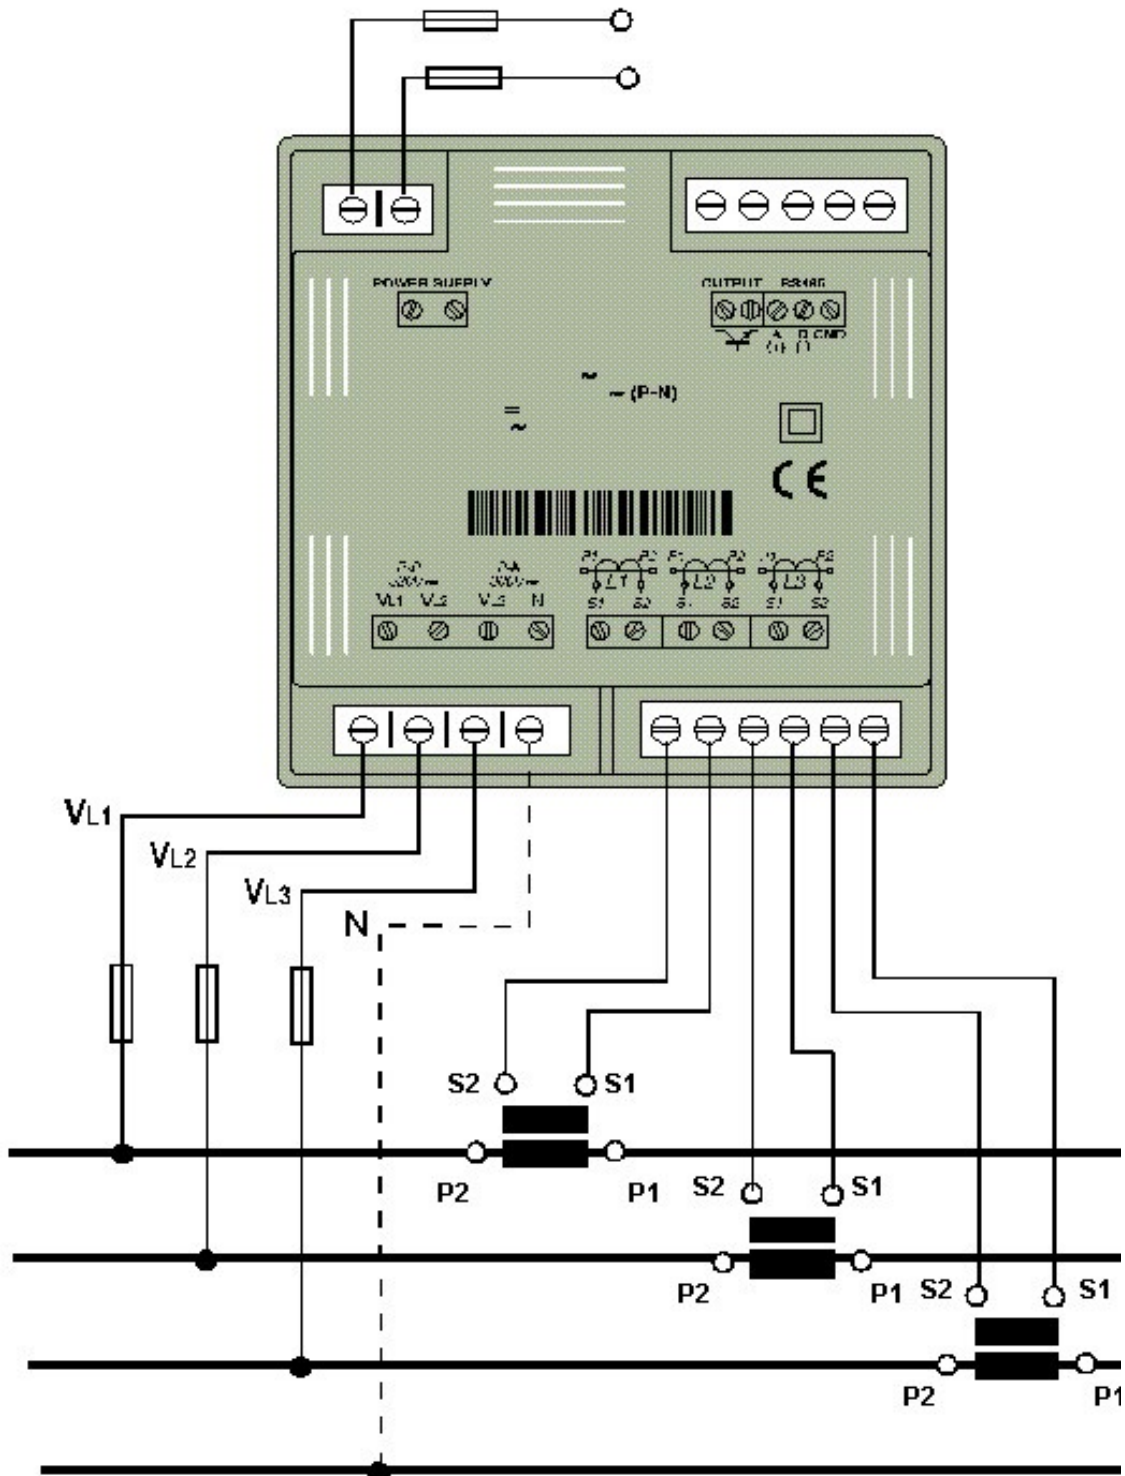 POWER SUPPLY
OUTPUT RS485
A B GND
(+) (-)
~
~ (P-N)
=
~
CE
P1 P2 P1 P2 P1 P2
L1 L2 L3
VL1 VL2 VL3 N
S1 S2 S1 S2 S1 S2
VL1
VL2
VL3
N
S2 S1
P2 P1
S2 S1
P2 P1
S2 S1
P2 P1